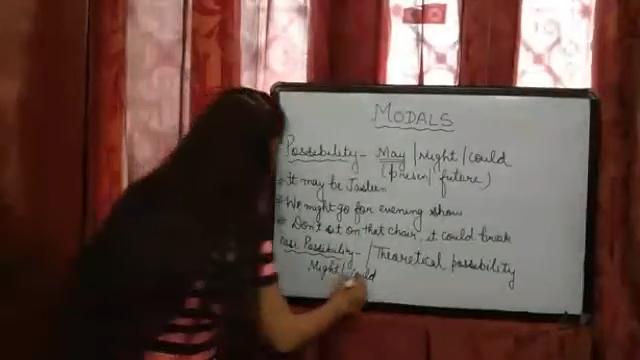 MODALS
Possibility - May / Might / Could
(present / future)
It may be Jasleen
We might go for evening show
Don't sit on that chair, it could break
Past Possibility - / Theoretical possibility
Might / could